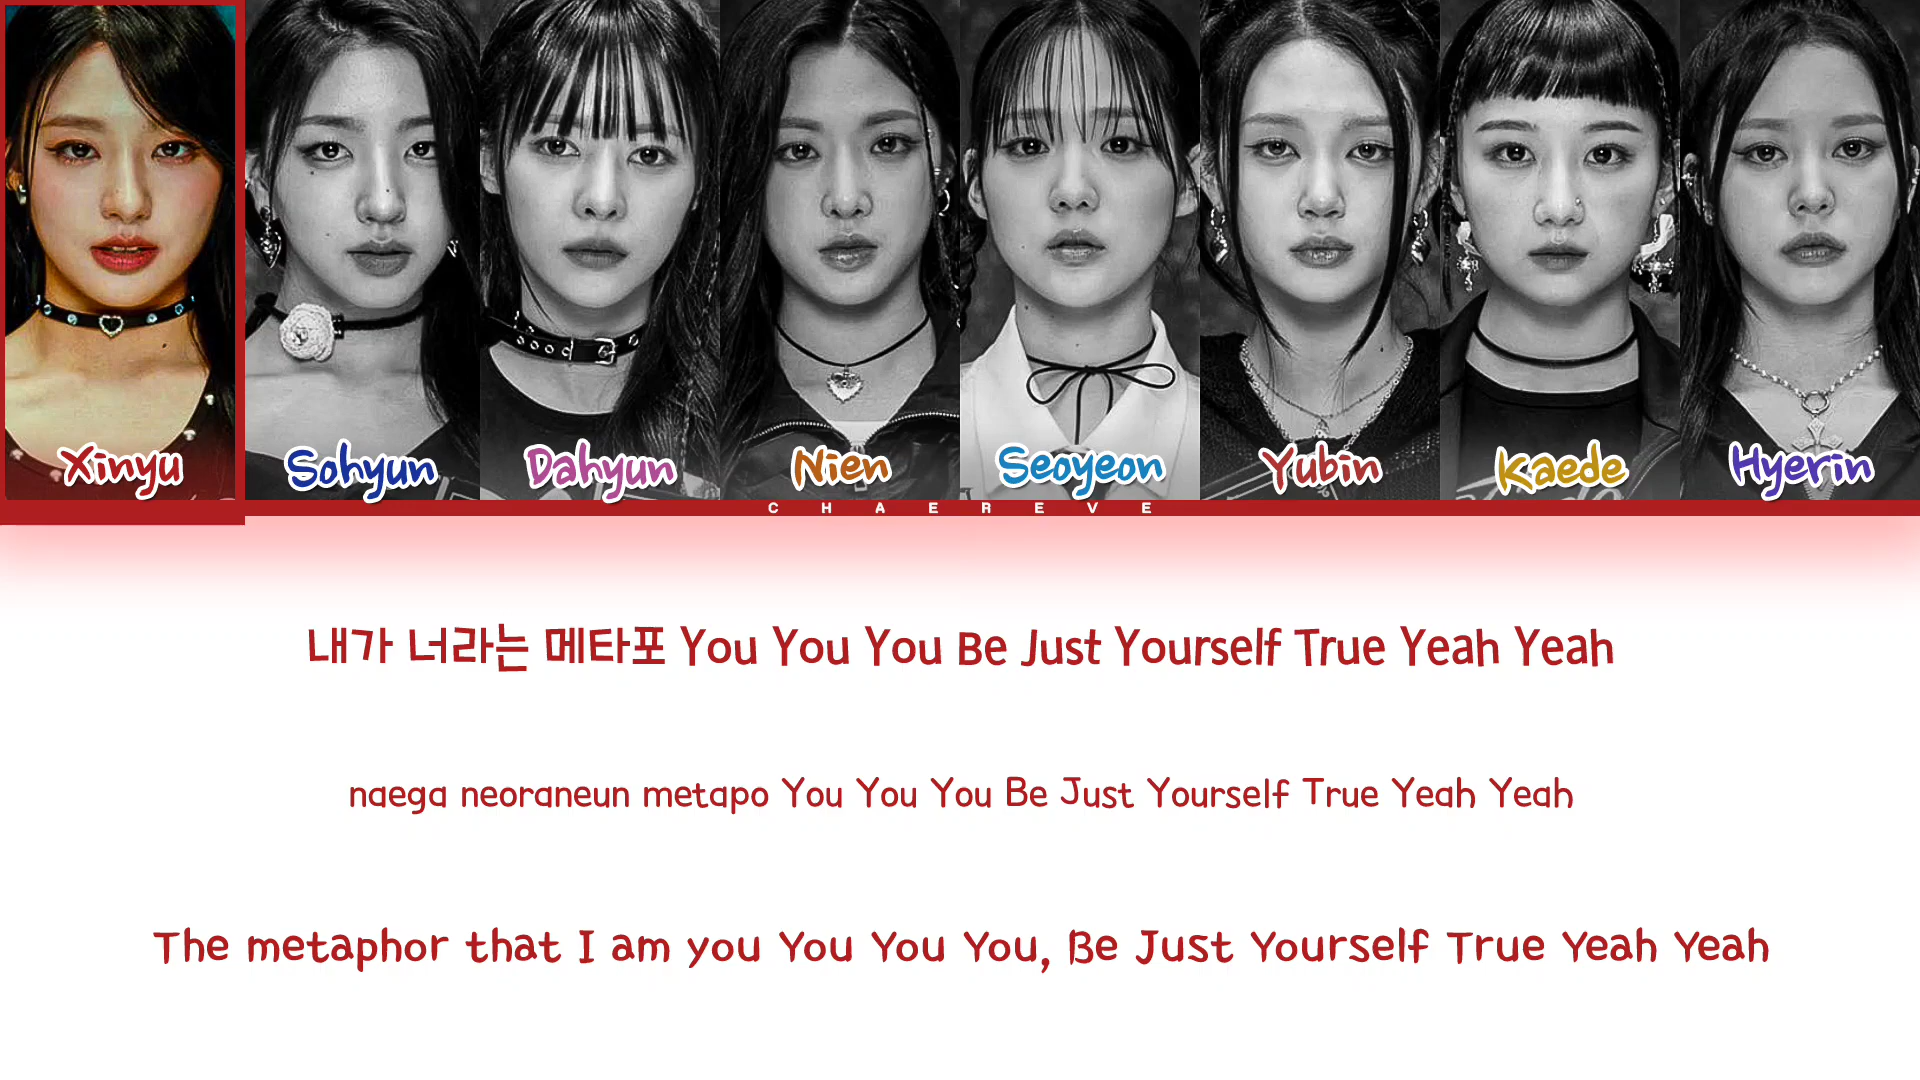 Xinyu Sohyun Dahyun Nien Seoyeon Yubin Kaede Hyerin
CHAEREVE
내가 너라는 메타포 You You You Be Just Yourself True Yeah Yeah
naega neoraneun metapo You You You Be Just Yourself True Yeah Yeah
The metaphor that I am you You You You, Be Just Yourself True Yeah Yeah